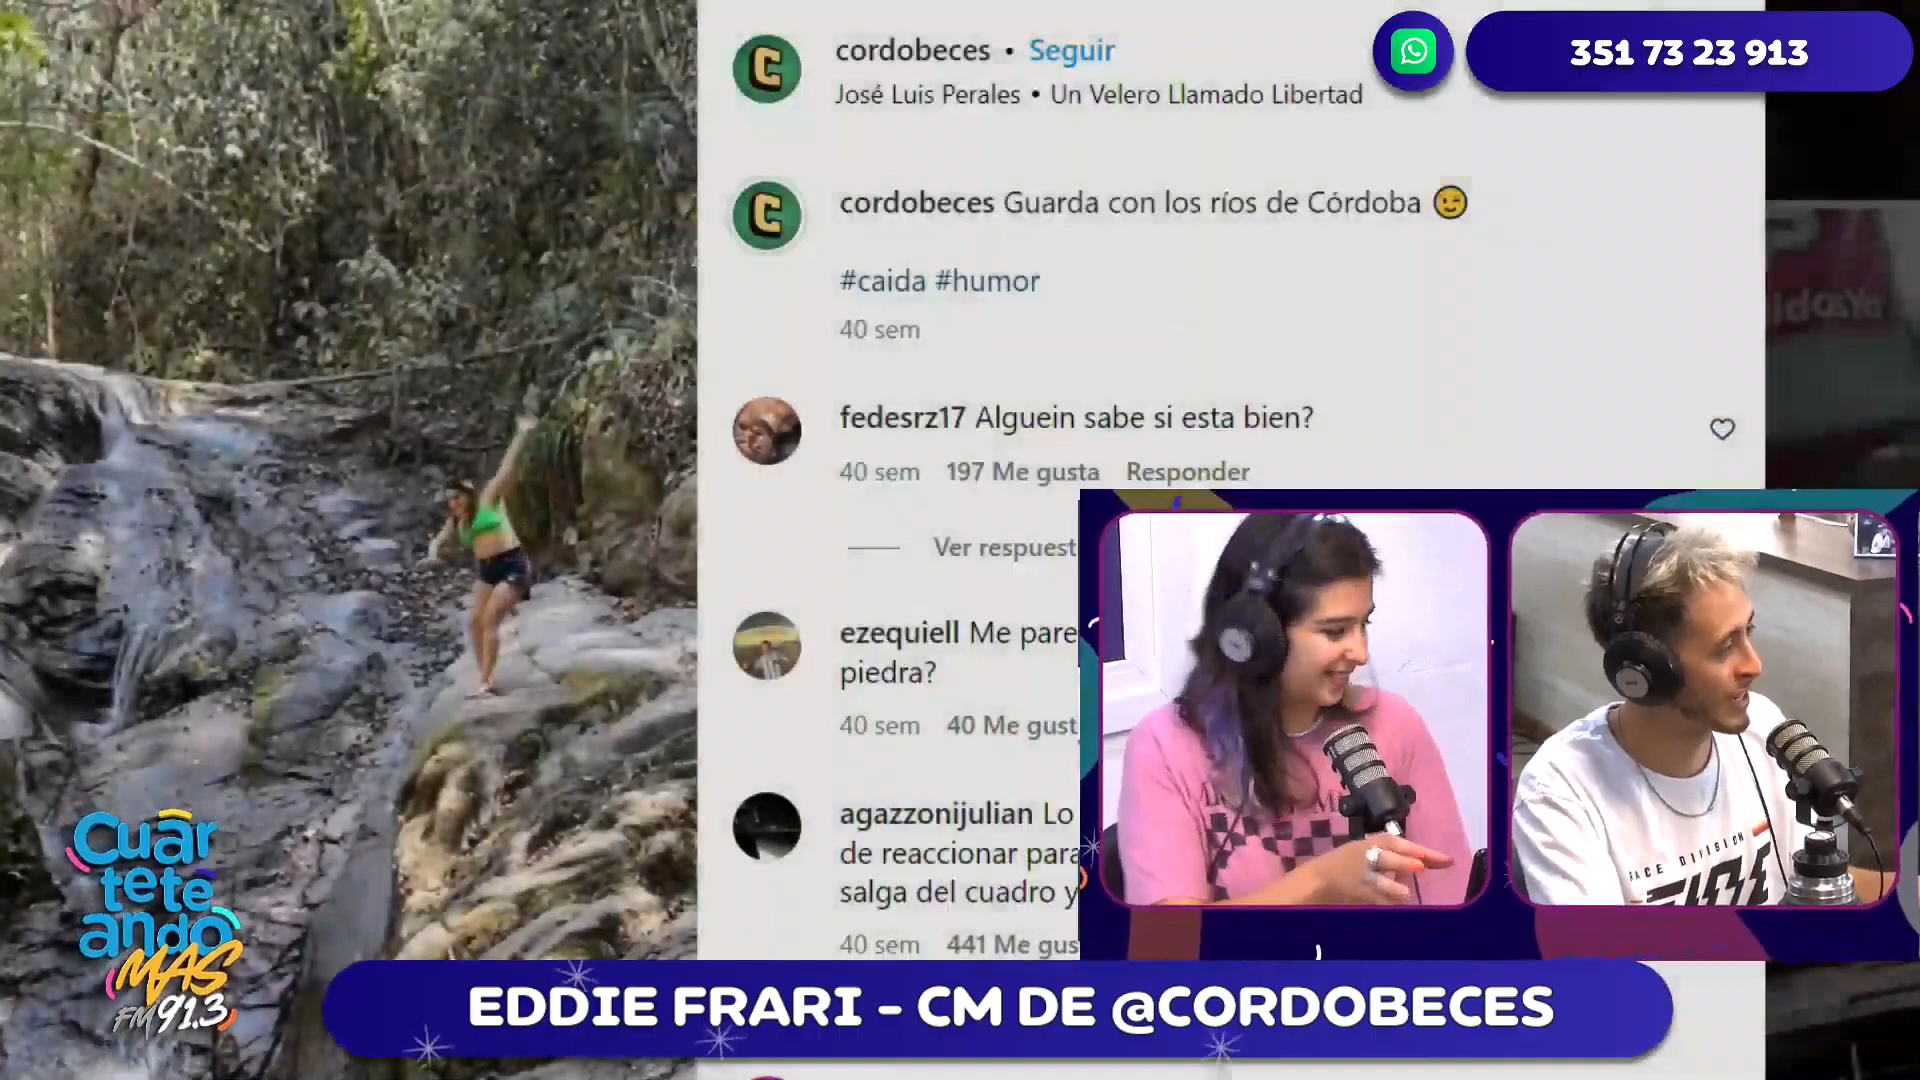 cordobeces • Seguir
José Luis Perales • Un Velero Llamado Libertad
351 73 23 913
cordobeces Guarda con los ríos de Córdoba 😉
#caida #humor
40 sem
fedesrz17 Alguein sabe si esta bien?
40 sem 197 Me gusta Responder
Ver respuest
ezequiell Me pare
piedra?
40 sem 40 Me gust
agazzonijulian Lo
de reaccionar para
salga del cuadro y
40 sem 441 Me gus
Cuar
tete
ando
MAS
FM 91.3
EDDIE FRARI - CM DE @CORDOBECES